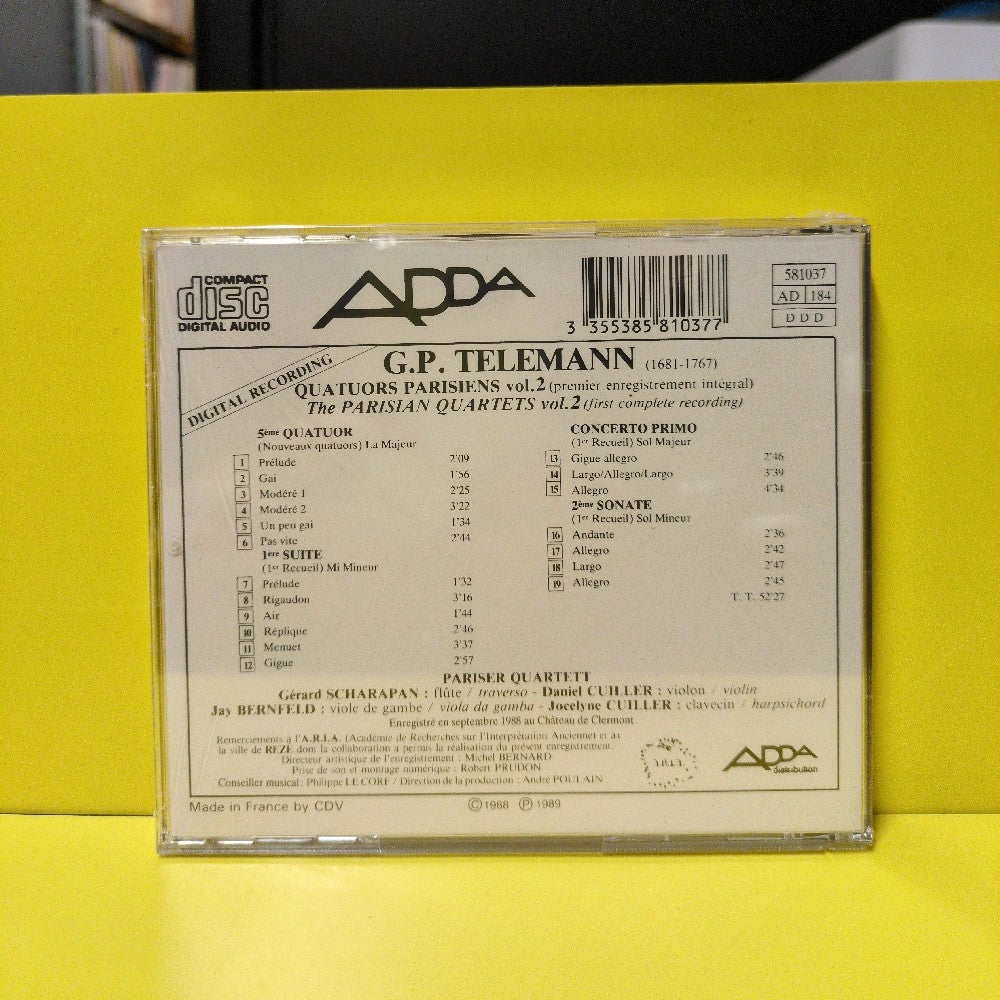 COMPACT
disc
DIGITAL AUDIO
ADDA
3 355385 810377
581037
AD 184
D D D
DIGITAL RECORDING
G.P. TELEMANN (1681-1767)
QUATUORS PARISIENS vol.2 (premier enregistrement intégral)
The PARISIAN QUARTETS vol.2 (first complete recording)
5ème QUATUOR
(Nouveaux quatuors) La Majeur
1 Prélude 2'09
2 Gai 1'56
3 Modéré 1 2'25
4 Modéré 2 3'22
5 Un peu gai 1'34
6 Pas vite 2'44
1ère SUITE
(1er Recueil) Mi Mineur
7 Prélude 1'32
8 Rigaudon 3'16
9 Air 1'44
10 Réplique 2'46
11 Menuet 3'37
12 Gigue 2'57
CONCERTO PRIMO
(1er Recueil) Sol Majeur
13 Gigue allegro 2'46
14 Largo/Allegro/Largo 3'39
15 Allegro 4'34
2ème SONATE
(1er Recueil) Sol Mineur
16 Andante 2'36
17 Allegro 2'42
18 Largo 2'47
19 Allegro 2'45
T. T. 52'27
PARISER QUARTETT
Gérard SCHARAPAN : flûte / traverso - Daniel CUILLER : violon / violin
Jay BERNFELD : viole de gambe / viola da gamba - Jocelyne CUILLER : clavecin / harpsichord
Enregistré en septembre 1988 au Château de Clermont
Remerciements à l'A.R.I.A. (Académie de Recherches sur l'Interprétation Ancienne) et à
la ville de REZE dont la collaboration a permis la réalisation du présent enregistrement.
Directeur artistique de l'enregistrement : Michel BERNARD
Prise de son et montage numérique : Robert PRUDON
Conseiller musical : Philippe LE CORF / Direction de la production : André POULAIN
ADDA
distribution
Made in France by CDV
©1988 ℗1989